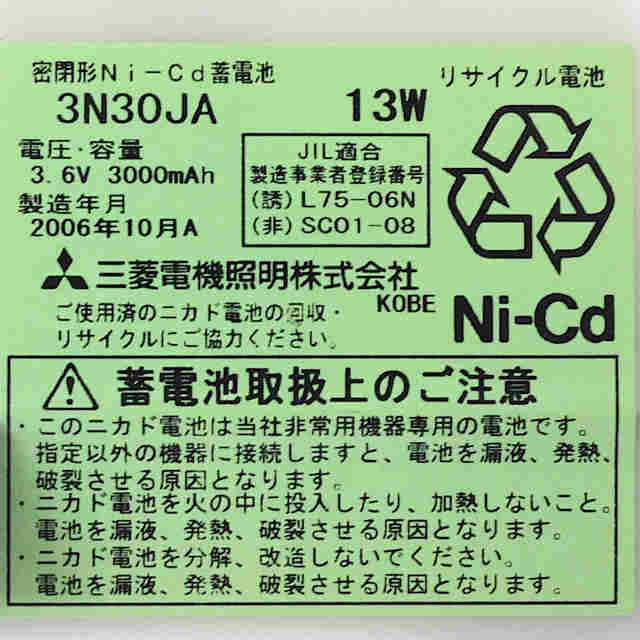 密閉形Ni-Cd蓄電池
リサイクル電池
3N30JA 13W
電圧・容量
3.6V 3000mAh
製造年月
2006年10月A
JIL適合
製造事業者登録番号
(誘)L75-06N
(非)SC01-08
三菱電機照明株式会社
KOBE
Ni-Cd
ご使用済のニカド電池の回収・
リサイクルにご協力ください。
蓄電池取扱上のご注意
・このニカド電池は当社非常用機器専用の電池です。
指定以外の機器に接続しますと、電池を漏液、発熱、
破裂させる原因となります。
・ニカド電池を火の中に投入したり、加熱しないこと。
電池を漏液、発熱、破裂させる原因となります。
・ニカド電池を分解、改造しないでください。
電池を漏液、発熱、破裂させる原因となります。